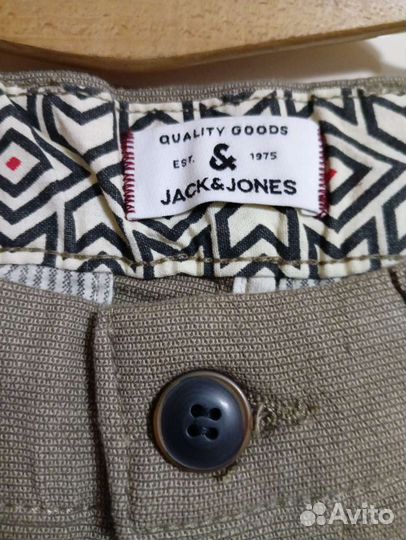 QUALITY GOODS
EST. & 1975
JACK&JONES
Avito